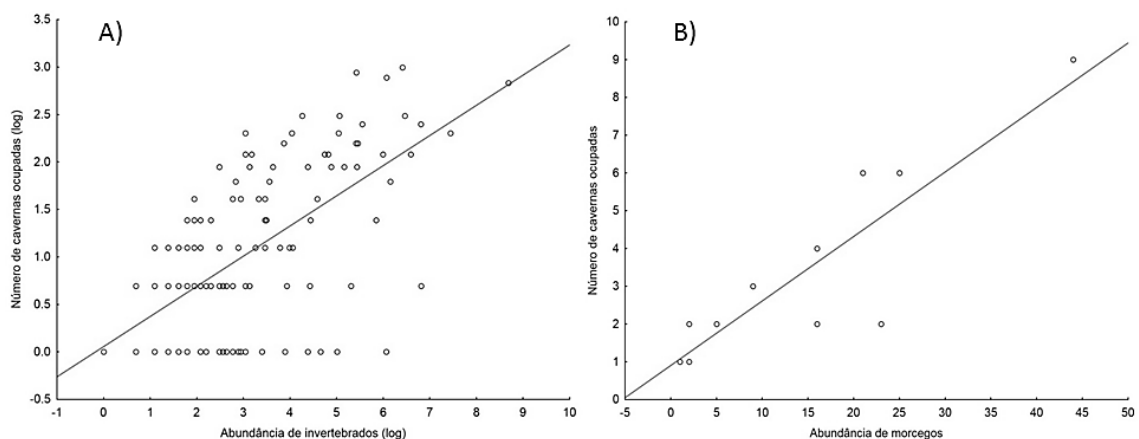 A)
Número de cavernas ocupadas (log)
3.5
3.0
2.5
2.0
1.5
1.0
0.5
0.0
-0.5
-1 0 1 2 3 4 5 6 7 8 9 10
Abundância de invertebrados (log)
B)
Número de cavernas ocupadas
10
9
8
7
6
5
4
3
2
1
0
-5 0 5 10 15 20 25 30 35 40 45 50
Abundância de morcegos